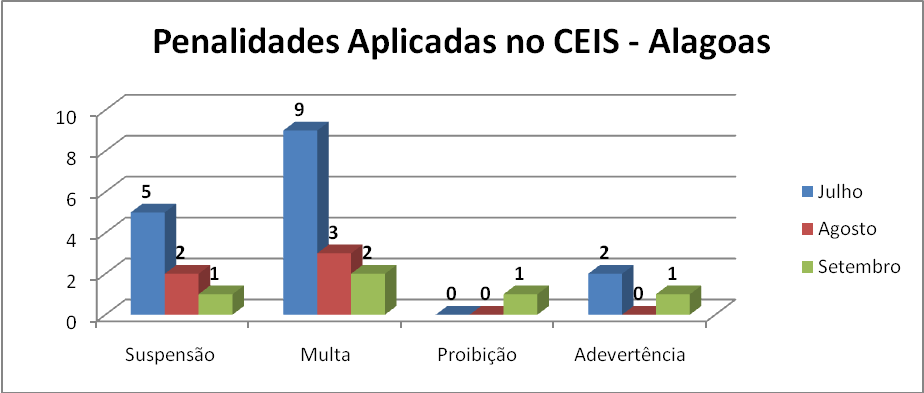 Penalidades Aplicadas no CEIS - Alagoas
10
8
6
4
2
0
5
2
1
9
3
2
0
0
1
2
0
1
Suspensão
Multa
Proibição
Adevertência
Julho
Agosto
Setembro